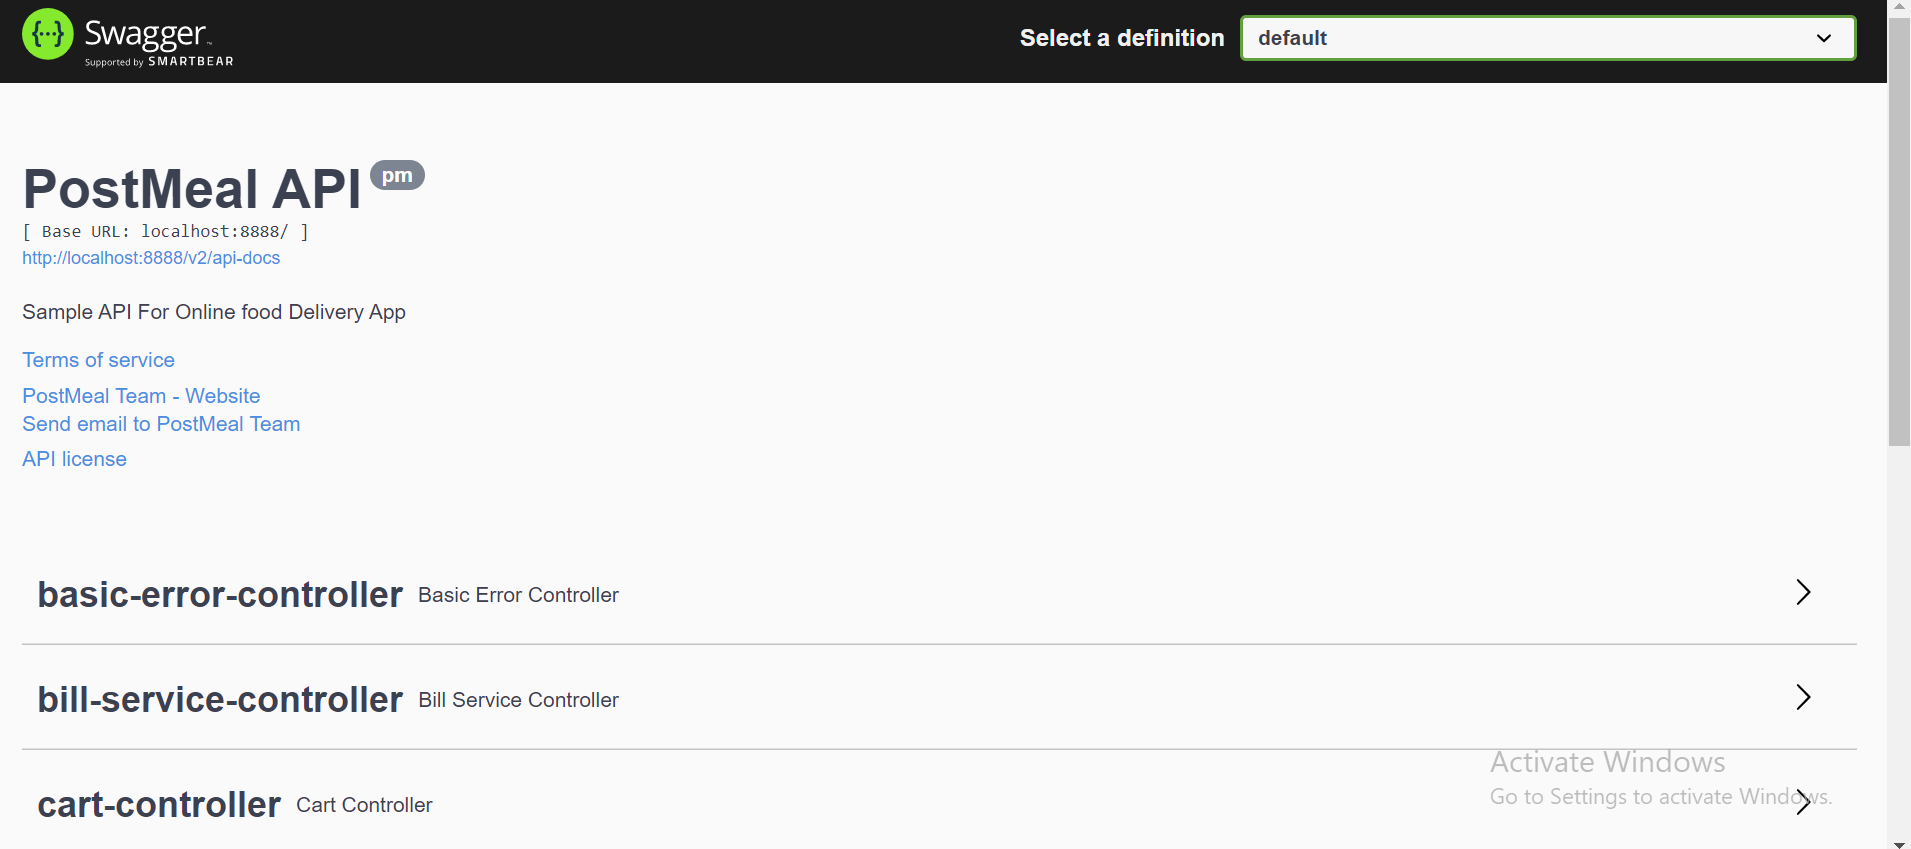 {···} Swagger™
Supported by SMARTBEAR
Select a definition default
PostMeal API pm
[ Base URL: localhost:8888/ ]
http://localhost:8888/v2/api-docs
Sample API For Online food Delivery App
Terms of service
PostMeal Team - Website
Send email to PostMeal Team
API license
basic-error-controller Basic Error Controller
bill-service-controller Bill Service Controller
cart-controller Cart Controller
Activate Windows
Go to Settings to activate Windows.